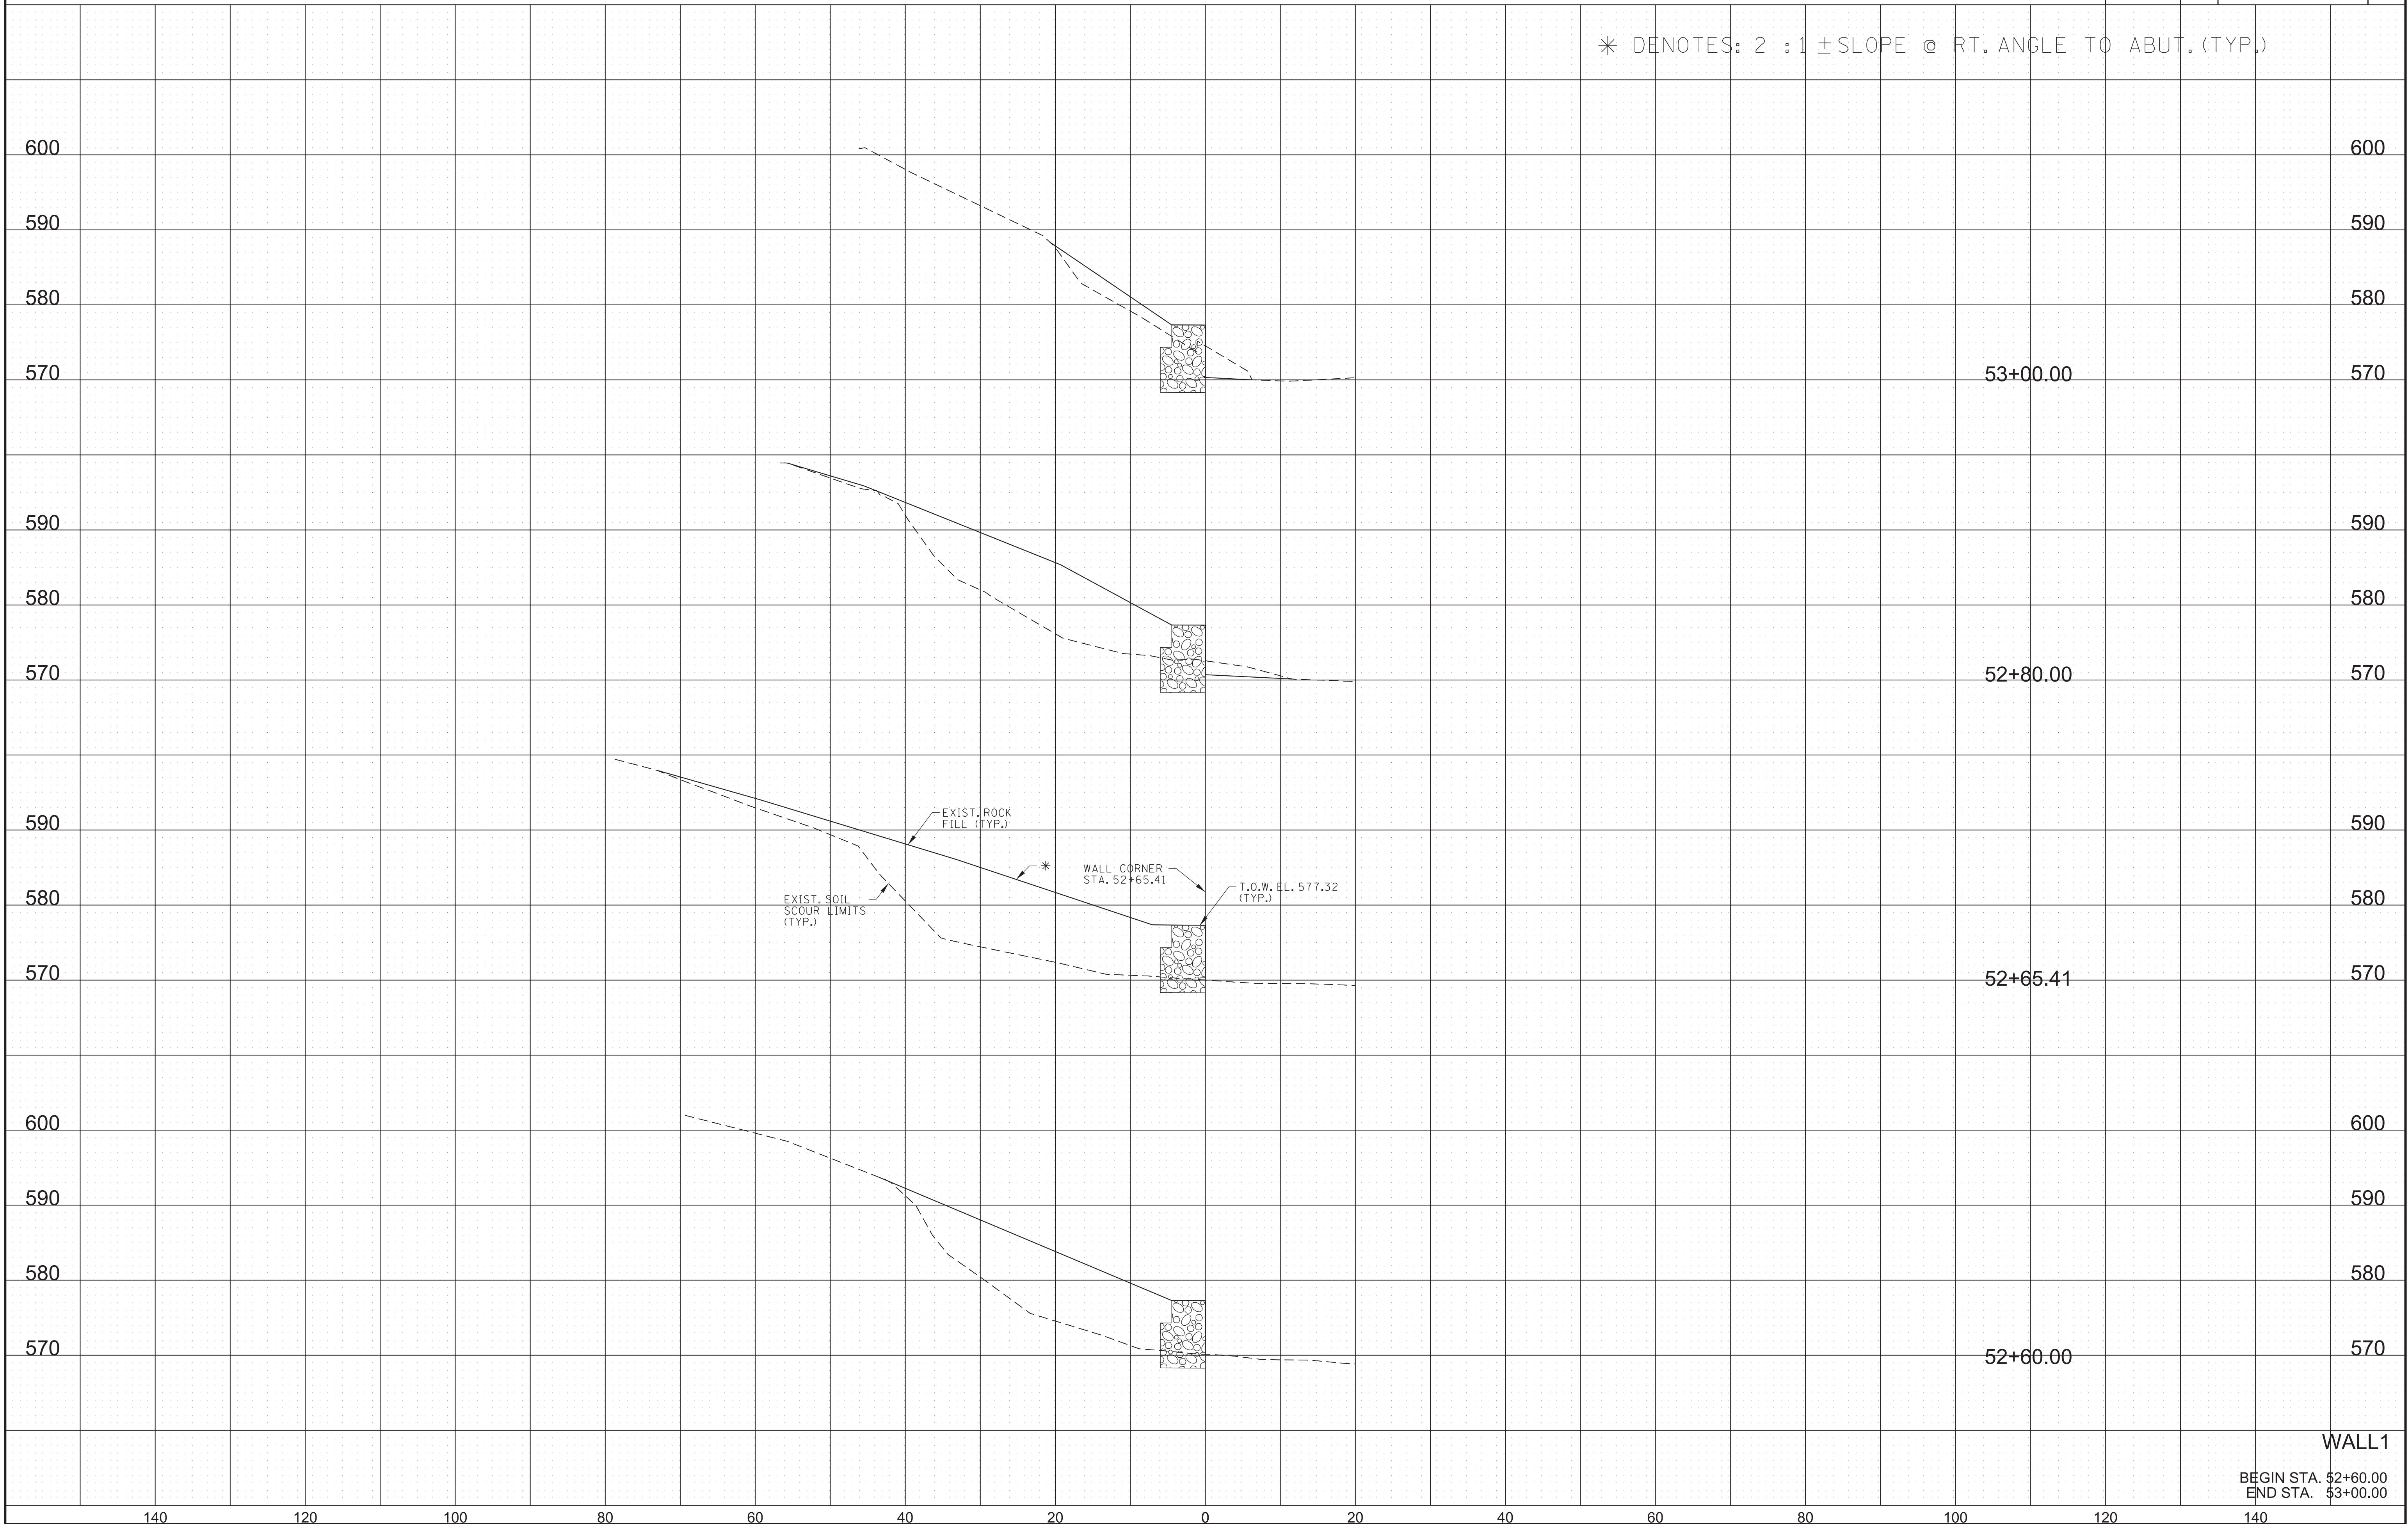 ✳ DENOTES: 2 :1 ± SLOPE @ RT. ANGLE TO ABUT. (TYP.)
600 600
590 590
580 580
570 53+00.00 570
590 590
580 580
570 52+80.00 570
590 590
EXIST. ROCK
FILL (TYP.)
✳
WALL CORNER
STA. 52+65.41
T.O.W. EL. 577.32
(TYP.)
EXIST. SOIL
SCOUR LIMITS
(TYP.)
580 580
570 52+65.41 570
600 600
590 590
580 580
570 52+60.00 570
WALL1
BEGIN STA. 52+60.00
END STA. 53+00.00
140 120 100 80 60 40 20 0 20 40 60 80 100 120 140